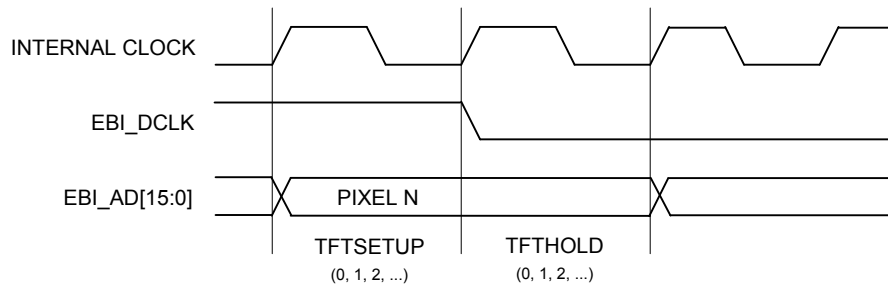 INTERNAL CLOCK
EBI_DCLK
EBI_AD[15:0]
PIXEL N
TFTSETUP
TFTHOLD
(0, 1, 2, ...)
(0, 1, 2, ...)